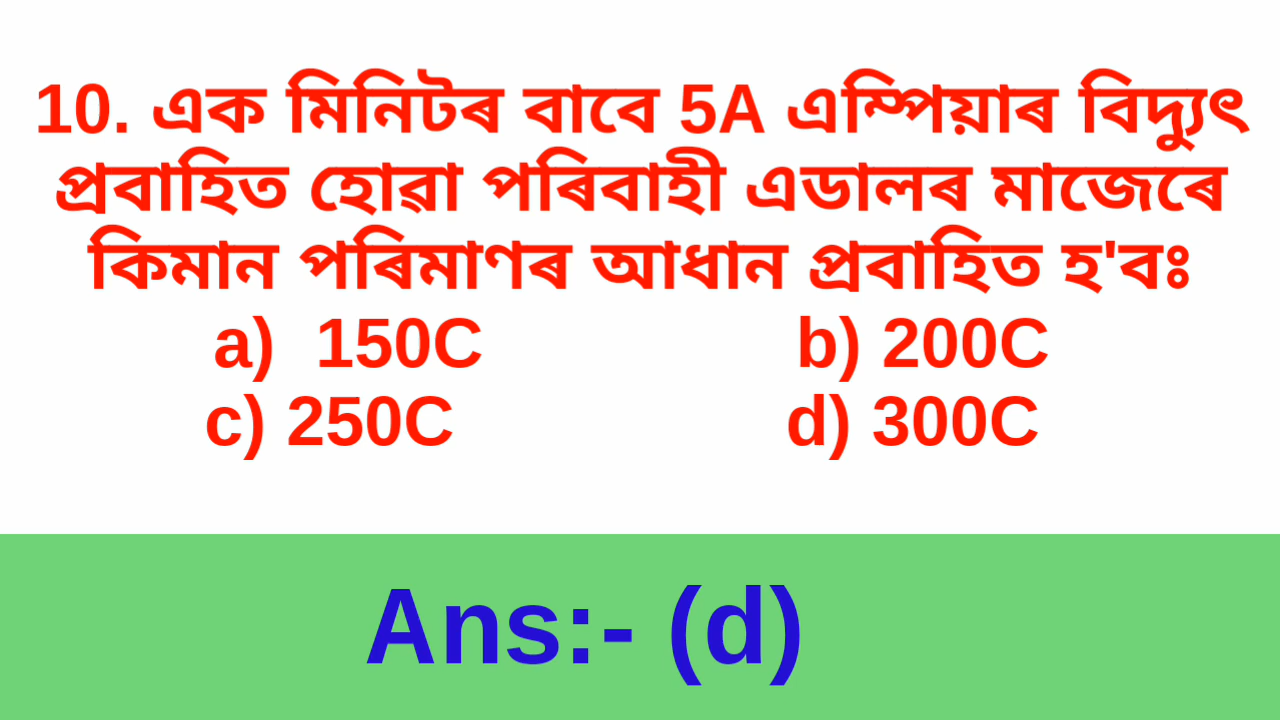 10. এক মিনিটৰ বাবে 5A এম্পিয়াৰ বিদ্যুৎ
প্ৰবাহিত হোৱা পৰিবাহী এডালৰ মাজেৰে
কিমান পৰিমাণৰ আধান প্ৰবাহিত হ'বঃ
a) 150C b) 200C
c) 250C d) 300C
Ans:- (d)